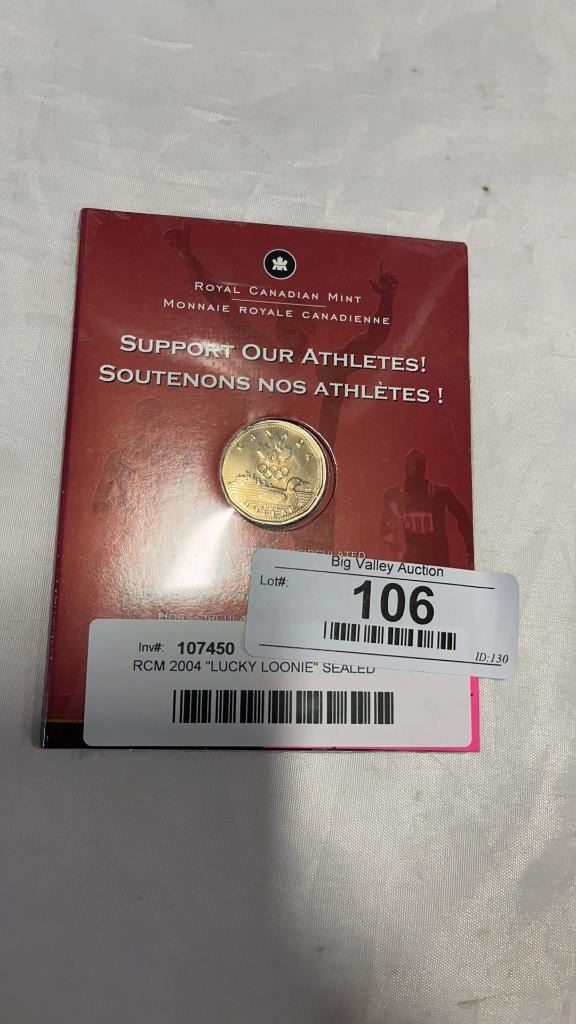 ROYAL CANADIAN MINT
MONNAIE ROYALE CANADIENNE
SUPPORT OUR ATHLETES!
SOUTENONS NOS ATHLÈTES !
CANADA
DOLLAR
Big Valley Auction
Lot#:
106
ID:130
Inv#: 107450
RCM 2004 "LUCKY LOONIE" SEALED